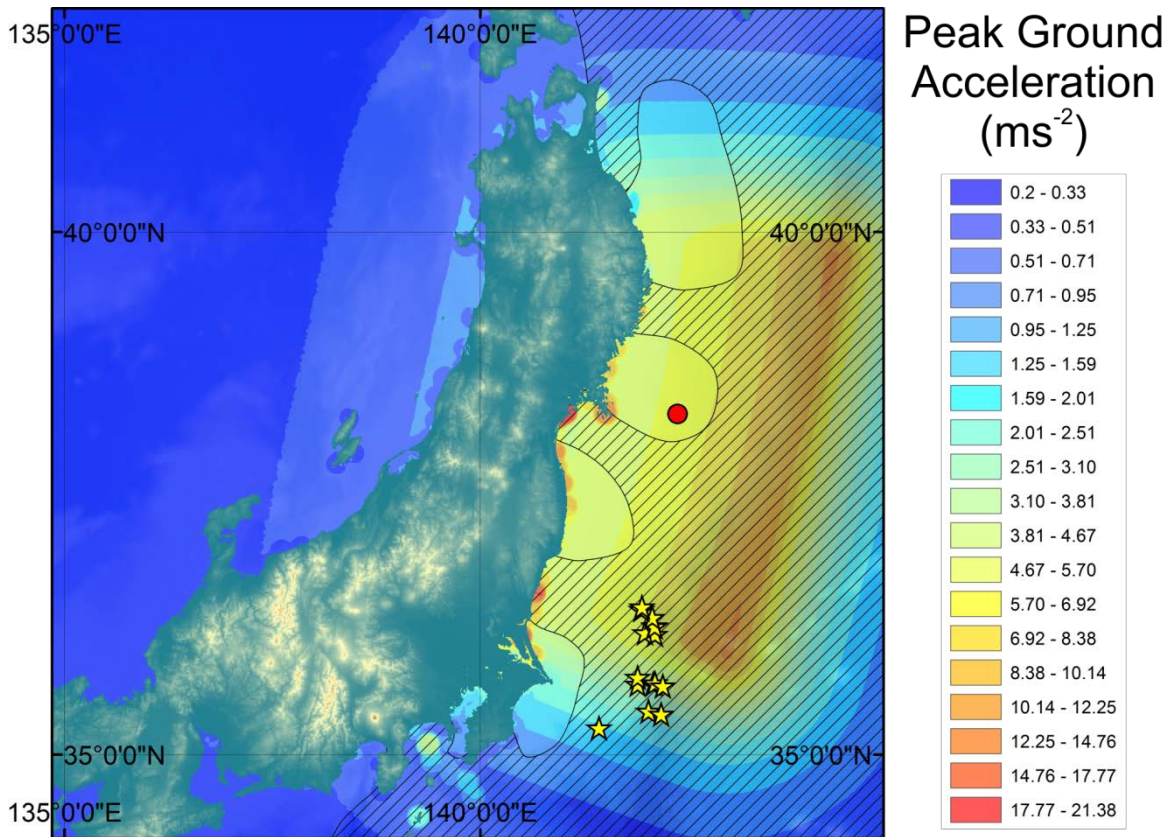 135°0'0"E
140°0'0"E
40°0'0"N
40°0'0"N
35°0'0"N
35°0'0"N
135°0'0"E
140°0'0"E
Peak Ground
Acceleration
(ms⁻²)
0.2 - 0.33
0.33 - 0.51
0.51 - 0.71
0.71 - 0.95
0.95 - 1.25
1.25 - 1.59
1.59 - 2.01
2.01 - 2.51
2.51 - 3.10
3.10 - 3.81
3.81 - 4.67
4.67 - 5.70
5.70 - 6.92
6.92 - 8.38
8.38 - 10.14
10.14 - 12.25
12.25 - 14.76
14.76 - 17.77
17.77 - 21.38